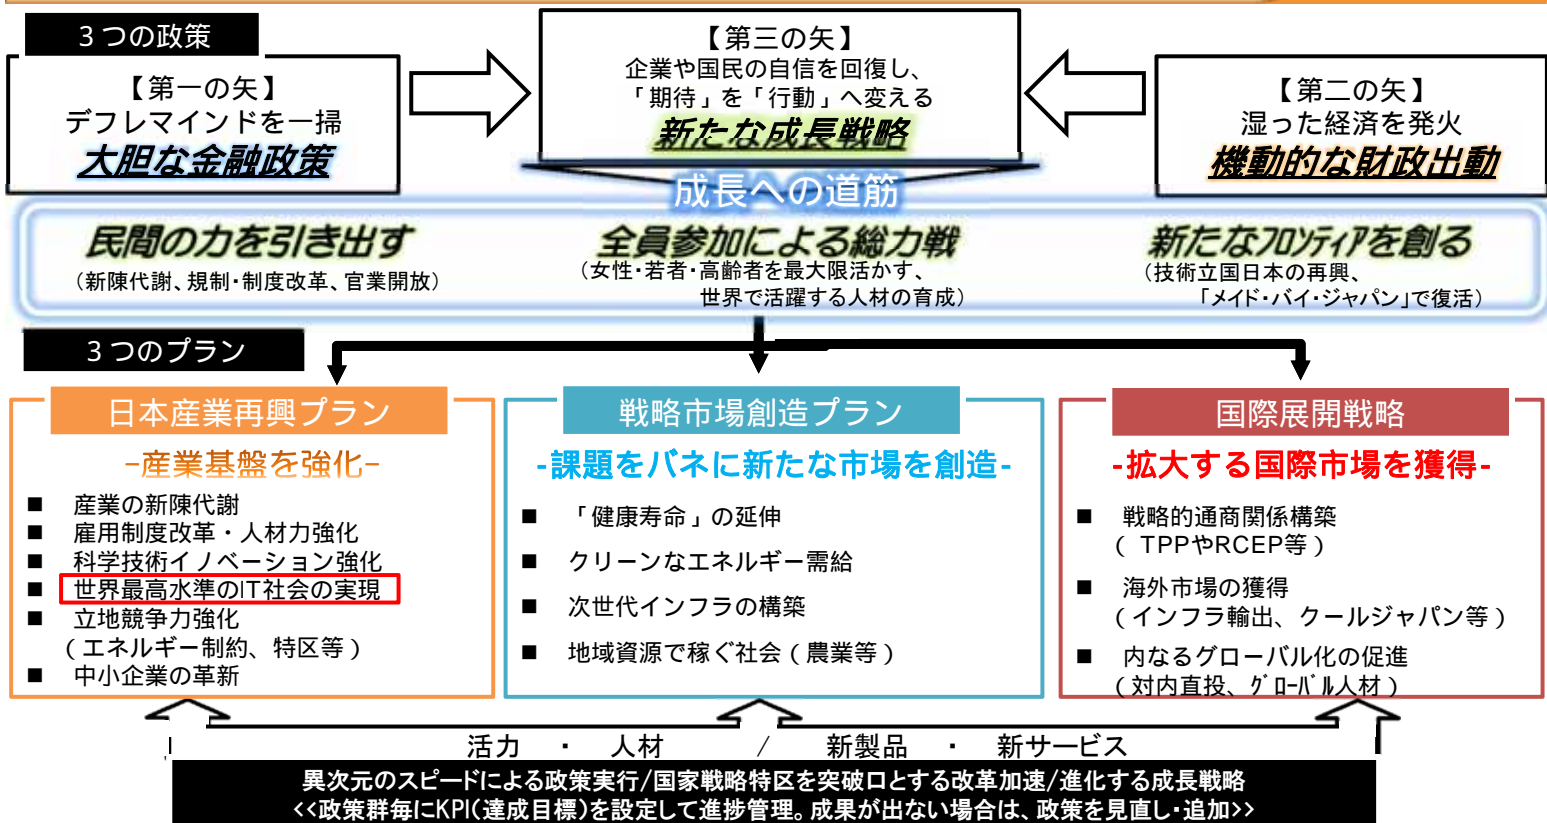 3つの政策
【第一の矢】
デフレマインドを一掃
大胆な金融政策
【第三の矢】
企業や国民の自信を回復し、
「期待」を「行動」へ変える
新たな成長戦略
【第二の矢】
湿った経済を発火
機動的な財政出動
成長への道筋
民間の力を引き出す
(新陳代謝、規制・制度改革、官業開放)
全員参加による総力戦
(女性・若者・高齢者を最大限活かす、
世界で活躍する人材の育成)
新たなフロンティアを創る
(技術立国日本の再興、
「メイド・バイ・ジャパン」で復活)
3つのプラン
日本産業再興プラン
-産業基盤を強化-
■ 産業の新陳代謝
■ 雇用制度改革・人材力強化
■ 科学技術イノベーション強化
■ 世界最高水準のIT社会の実現
■ 立地競争力強化
(エネルギー制約、特区等)
■ 中小企業の革新
戦略市場創造プラン
-課題をバネに新たな市場を創造-
■ 「健康寿命」の延伸
■ クリーンなエネルギー需給
■ 次世代インフラの構築
■ 地域資源で稼ぐ社会(農業等)
国際展開戦略
-拡大する国際市場を獲得-
■ 戦略的通商関係構築
( TPPやRCEP等)
■ 海外市場の獲得
(インフラ輸出、クールジャパン等)
■ 内なるグローバル化の促進
(対内直投、グローバル人材)
活力 ・ 人材 / 新製品 ・ 新サービス
異次元のスピードによる政策実行/国家戦略特区を突破口とする改革加速/進化する成長戦略
<<政策群毎にKPI(達成目標)を設定して進捗管理。成果が出ない場合は、政策を見直し・追加>>